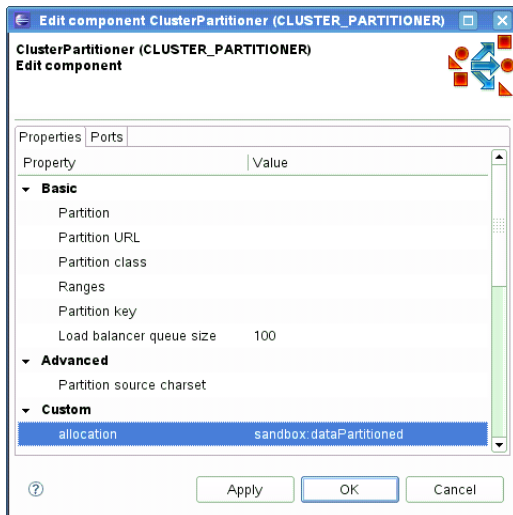 Edit component ClusterPartitioner (CLUSTER_PARTITIONER)
ClusterPartitioner (CLUSTER_PARTITIONER)
Edit component
Properties Ports
Property Value
Basic
Partition
Partition URL
Partition class
Ranges
Partition key
Load balancer queue size 100
Advanced
Partition source charset
Custom
allocation sandbox:dataPartitioned
? Apply OK Cancel